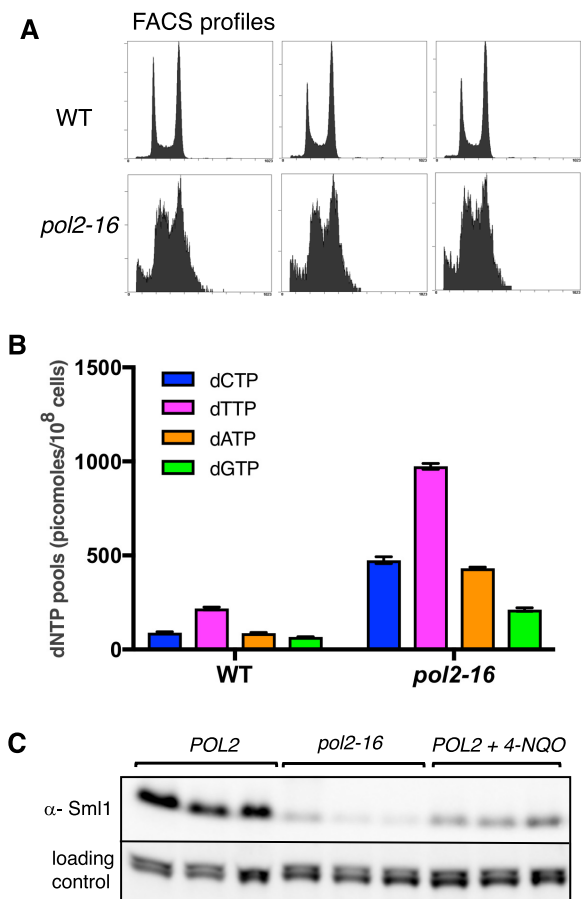 A
FACS profiles
WT
pol2-16
B
dNTP pools (picomoles/10⁸ cells)
1500
1000
500
0
dCTP
dTTP
dATP
dGTP
WT
pol2-16
C
POL2
pol2-16
POL2 + 4-NQO
α- Sml1
loading
control